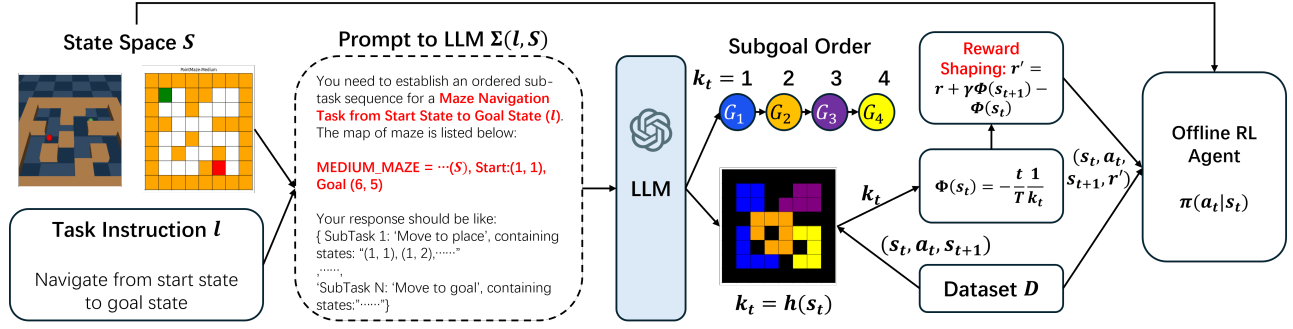 State Space S
PointMaze.Medium
Task Instruction l
Navigate from start state
to goal state
Prompt to LLM Σ(l, S)
You need to establish an ordered sub-
task sequence for a Maze Navigation
Task from Start State to Goal State (l).
The map of maze is listed below:
MEDIUM_MAZE = ···(S), Start:(1, 1),
Goal (6, 5)
Your response should be like:
{ SubTask 1: ‘Move to place’, containing
states: “(1, 1), (1, 2),······”
,······,
‘SubTask N: ‘Move to goal’, containing
states:”······”}
LLM
Subgoal Order
k_t = 1 2 3 4
G_1 G_2 G_3 G_4
k_t = h(s_t)
k_t
Reward
Shaping: r′ =
r + γΦ(s_{t+1}) −
Φ(s_t)
Φ(s_t) = − t/T 1/k_t
(s_t, a_t, s_{t+1})
Dataset D
(s_t, a_t,
s_{t+1}, r′)
Offline RL
Agent
π(a_t|s_t)